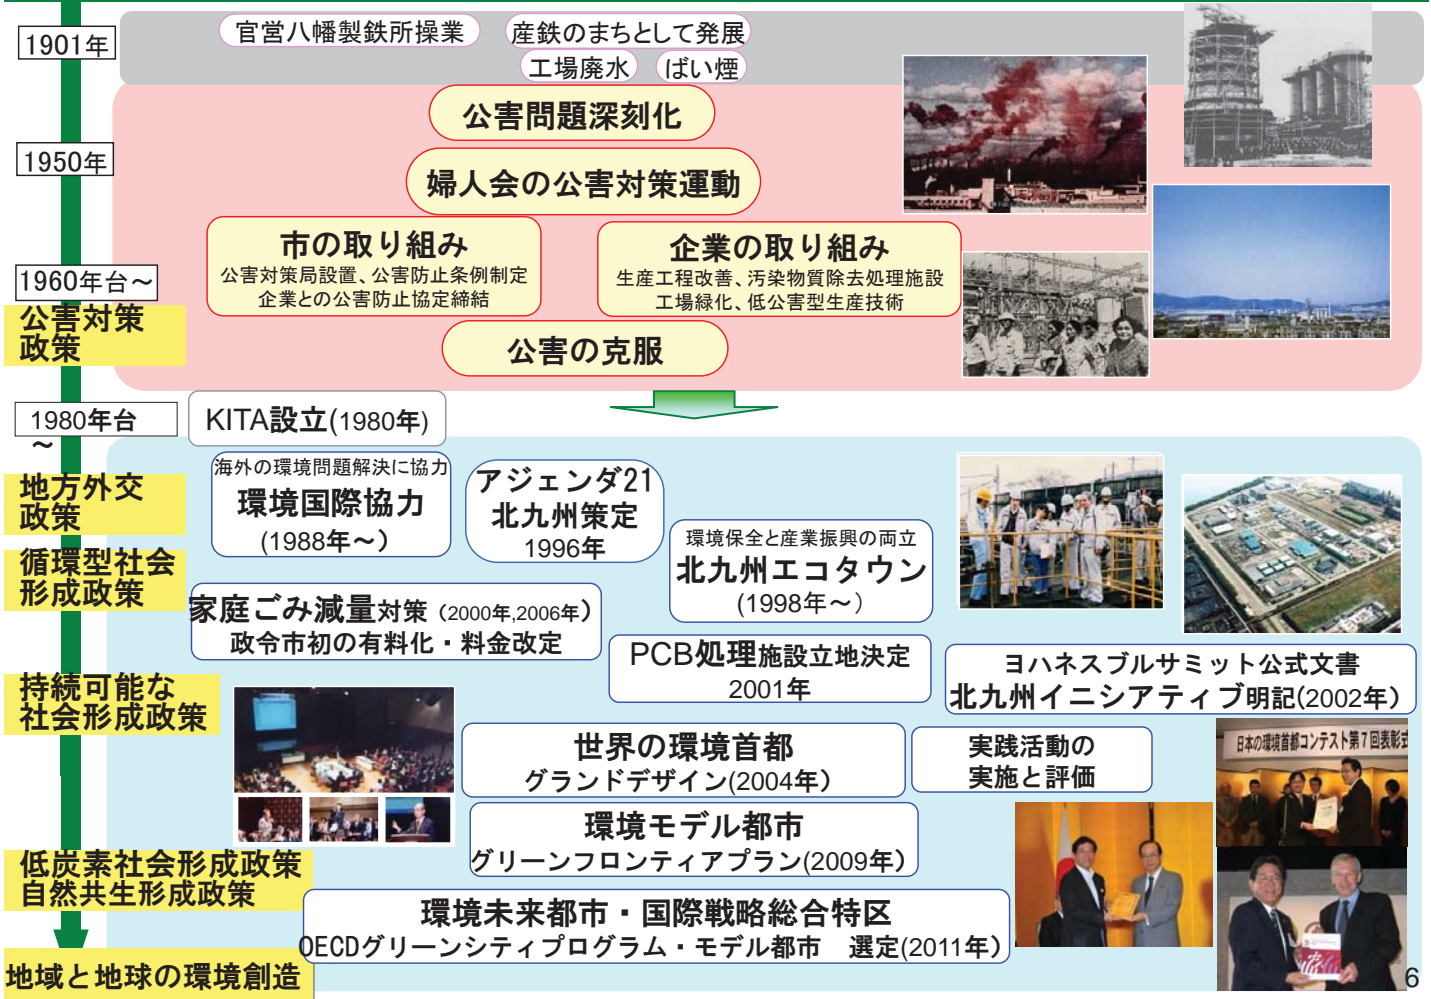 1901年
官営八幡製鉄所操業
産鉄のまちとして発展
工場廃水
ばい煙
公害問題深刻化
1950年
婦人会の公害対策運動
市の取り組み
公害対策局設置、公害防止条例制定
企業との公害防止協定締結
企業の取り組み
生産工程改善、汚染物質除去処理施設
工場緑化、低公害型生産技術
1960年台～
公害対策
政策
公害の克服
1980年台
～
KITA設立(1980年)
地方外交
政策
海外の環境問題解決に協力
環境国際協力
(1988年～)
アジェンダ21
北九州策定
1996年
環境保全と産業振興の両立
北九州エコタウン
(1998年～)
循環型社会
形成政策
家庭ごみ減量対策（2000年,2006年）
政令市初の有料化・料金改定
PCB処理施設立地決定
2001年
ヨハネスブルサミット公式文書
北九州イニシアティブ明記(2002年)
持続可能な
社会形成政策
世界の環境首都
グランドデザイン(2004年)
実践活動の
実施と評価
日本の環境首都コンテスト第7回表彰式
環境モデル都市
グリーンフロンティアプラン(2009年)
低炭素社会形成政策
自然共生形成政策
環境未来都市・国際戦略総合特区
OECDグリーンシティプログラム・モデル都市　選定(2011年)
地域と地球の環境創造
6